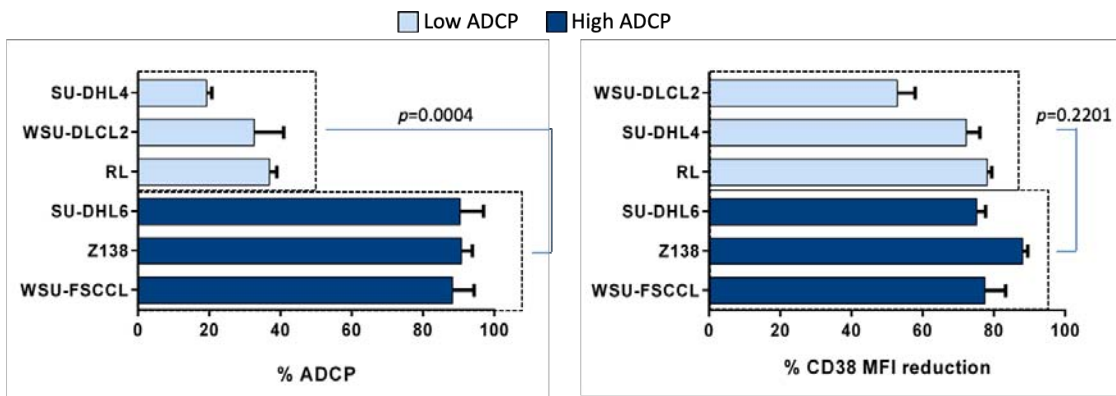 Low ADCP High ADCP
SU-DHL4
WSU-DLCL2
RL
SU-DHL6
Z138
WSU-FSCCL
p=0.0004
0 20 40 60 80 100
% ADCP
WSU-DLCL2
SU-DHL4
RL
SU-DHL6
Z138
WSU-FSCCL
p=0.2201
0 20 40 60 80 100
% CD38 MFI reduction